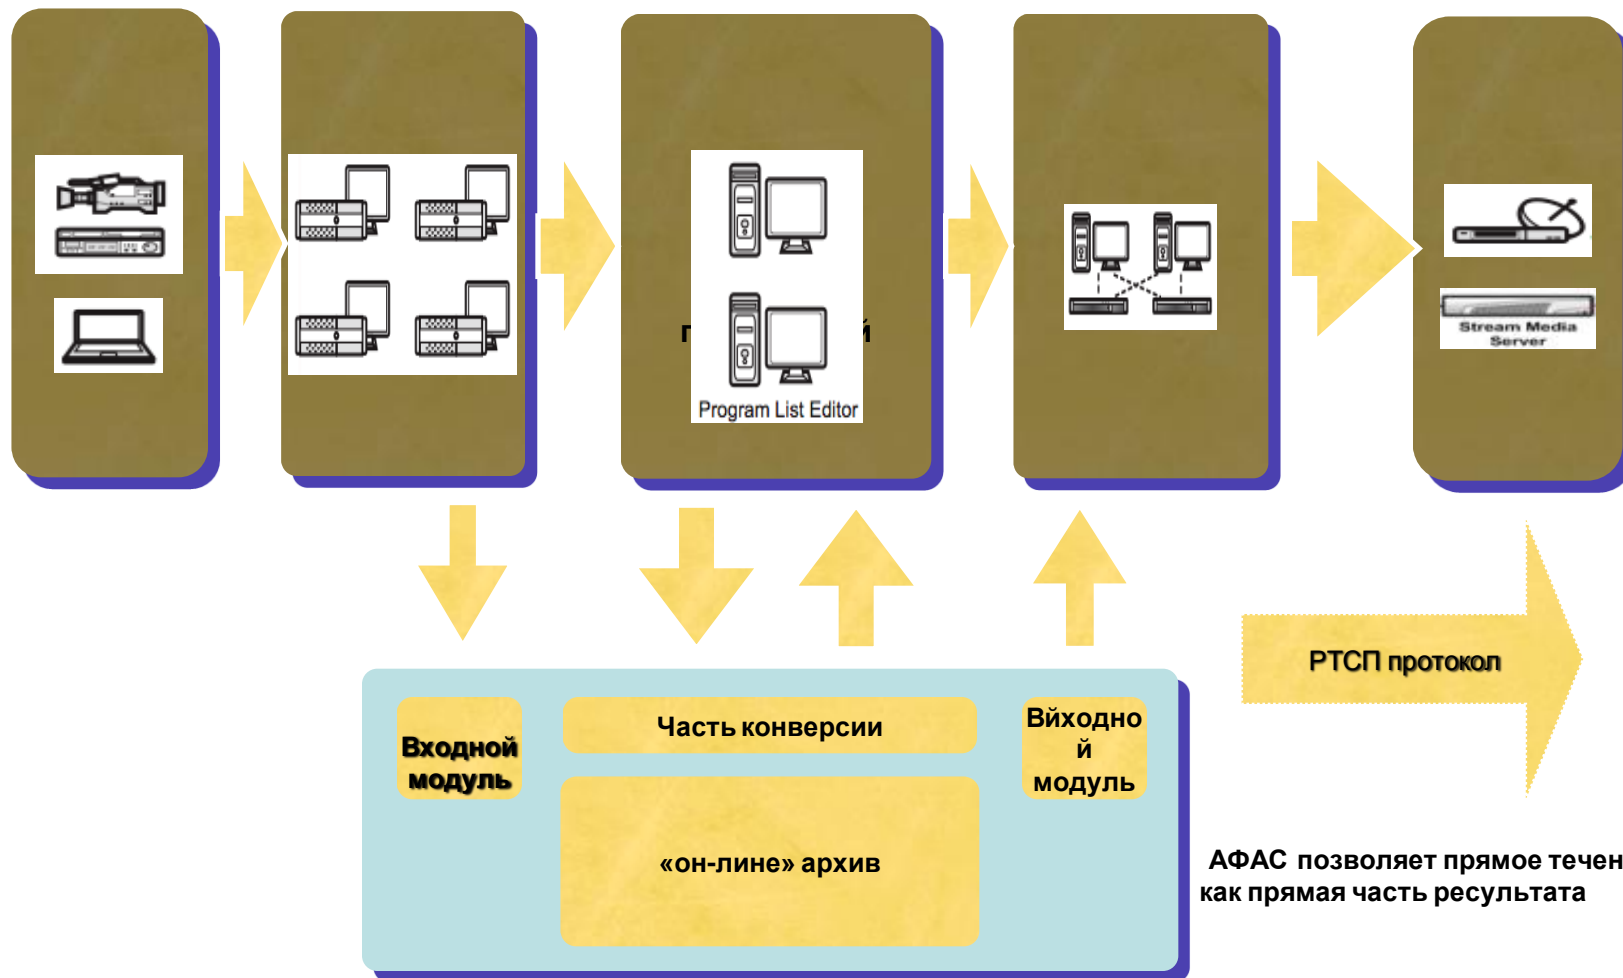 Program List Editor
Stream Media
Server
РТСП протокол
Входной
модуль
Часть конверсии
Вйходно
й
модуль
«он-лине» архив
АФАС позволяет прямое течен
как прямая часть ресультата